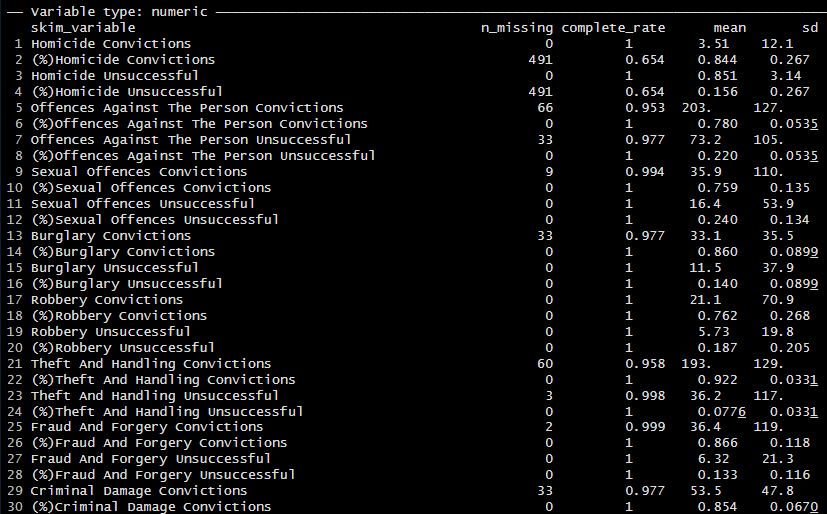 ── Variable type: numeric ──────────────────────────────
skim_variable n_missing complete_rate mean sd
1 Homicide Convictions 0 1 3.51 12.1
2 (%)Homicide Convictions 491 0.654 0.844 0.267
3 Homicide Unsuccessful 0 1 0.851 3.14
4 (%)Homicide Unsuccessful 491 0.654 0.156 0.267
5 Offences Against The Person Convictions 66 0.953 203. 127.
6 (%)Offences Against The Person Convictions 0 1 0.780 0.0535
7 Offences Against The Person Unsuccessful 33 0.977 73.2 105.
8 (%)Offences Against The Person Unsuccessful 0 1 0.220 0.0535
9 Sexual Offences Convictions 9 0.994 35.9 110.
10 (%)Sexual Offences Convictions 0 1 0.759 0.135
11 Sexual Offences Unsuccessful 0 1 16.4 53.9
12 (%)Sexual Offences Unsuccessful 0 1 0.240 0.134
13 Burglary Convictions 33 0.977 33.1 35.5
14 (%)Burglary Convictions 0 1 0.860 0.0899
15 Burglary Unsuccessful 0 1 11.5 37.9
16 (%)Burglary Unsuccessful 0 1 0.140 0.0899
17 Robbery Convictions 0 1 21.1 70.9
18 (%)Robbery Convictions 0 1 0.762 0.268
19 Robbery Unsuccessful 0 1 5.73 19.8
20 (%)Robbery Unsuccessful 0 1 0.187 0.205
21 Theft And Handling Convictions 60 0.958 193. 129.
22 (%)Theft And Handling Convictions 0 1 0.922 0.0331
23 Theft And Handling Unsuccessful 3 0.998 36.2 117.
24 (%)Theft And Handling Unsuccessful 0 1 0.0776 0.0331
25 Fraud And Forgery Convictions 2 0.999 36.4 119.
26 (%)Fraud And Forgery Convictions 0 1 0.866 0.118
27 Fraud And Forgery Unsuccessful 0 1 6.32 21.3
28 (%)Fraud And Forgery Unsuccessful 0 1 0.133 0.116
29 Criminal Damage Convictions 33 0.977 53.5 47.8
30 (%)Criminal Damage Convictions 0 1 0.854 0.0670